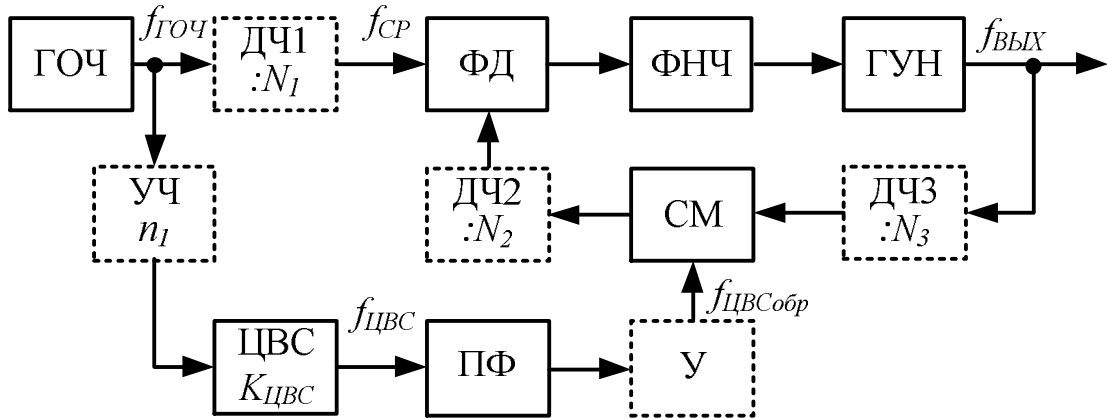 ГОЧ
fГОЧ
ДЧ1
:N1
fСР
ФД
ФНЧ
ГУН
fВЫХ
УЧ
n1
ДЧ2
:N2
СМ
ДЧ3
:N3
fЦВСобр
ЦВС
KЦВС
fЦВС
ПФ
У